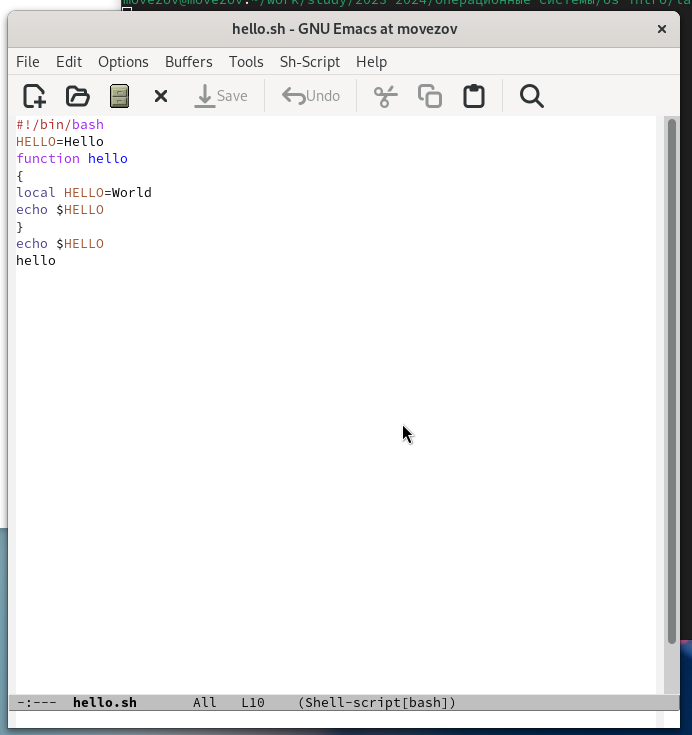 movezov@movezov:~/work/study/2023-2024/Операционные системы/os-intro/la
hello.sh - GNU Emacs at movezov
×
File Edit Options Buffers Tools Sh-Script Help
Save Undo
#!/bin/bash
HELLO=Hello
function hello
{
local HELLO=World
echo $HELLO
}
echo $HELLO
hello
-:--- hello.sh All L10 (Shell-script[bash])